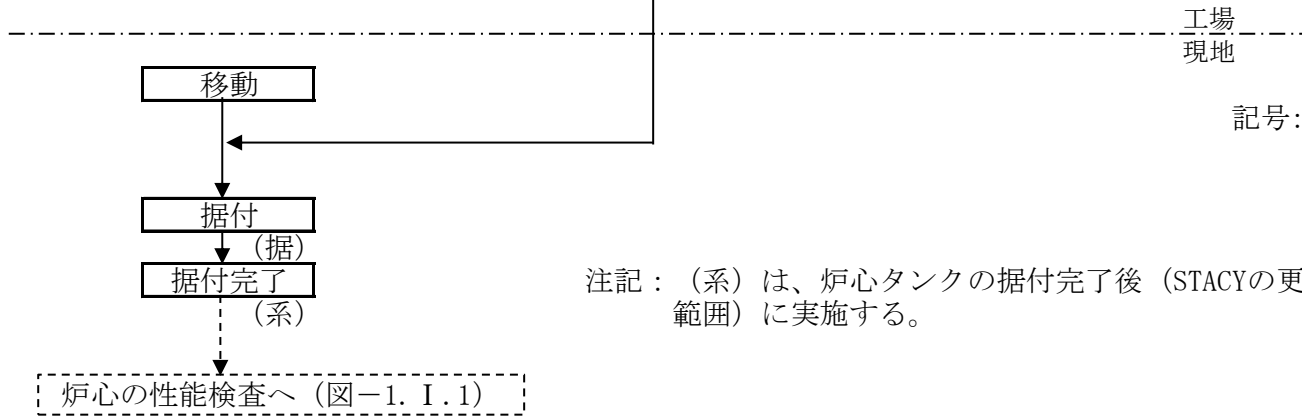 工場
現地
移動
記号:
据付
(据)
据付完了
(系)
注記:(系)は、炉心タンクの据付完了後(STACYの更
範囲)に実施する。
炉心の性能検査へ(図-1.Ⅰ.1)